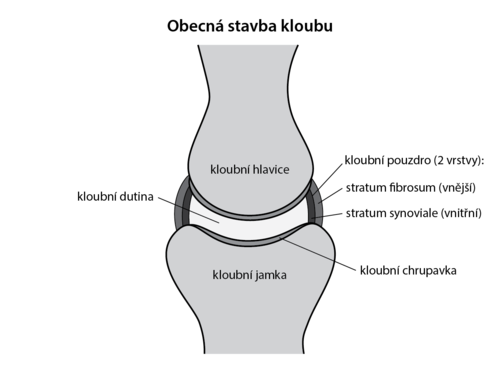 Obecná stavba kloubu
kloubní hlavice
kloubní pouzdro (2 vrstvy):
stratum fibrosum (vnější)
kloubní dutina
stratum synoviale (vnitřní)
kloubní jamka
kloubní chrupavka